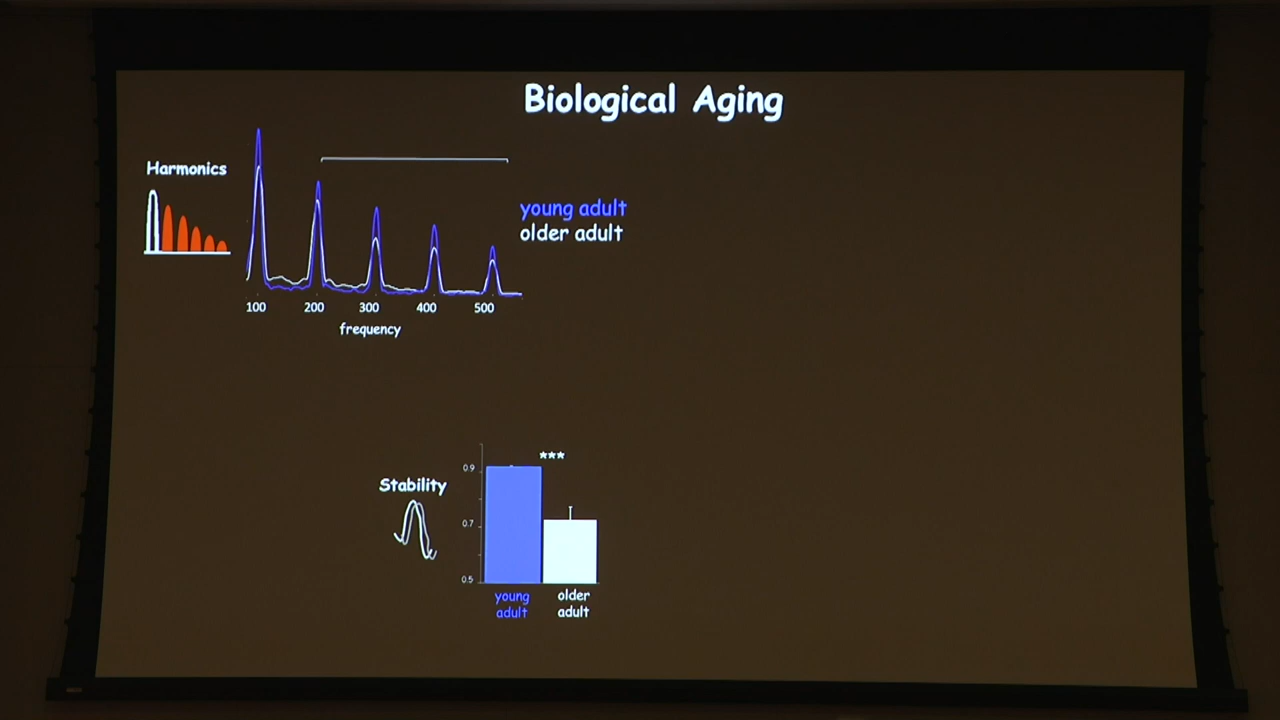 Biological Aging
Harmonics
young adult
older adult
100 200 300 400 500
frequency
***
Stability
0.9
0.7
0.5
young
adult
older
adult